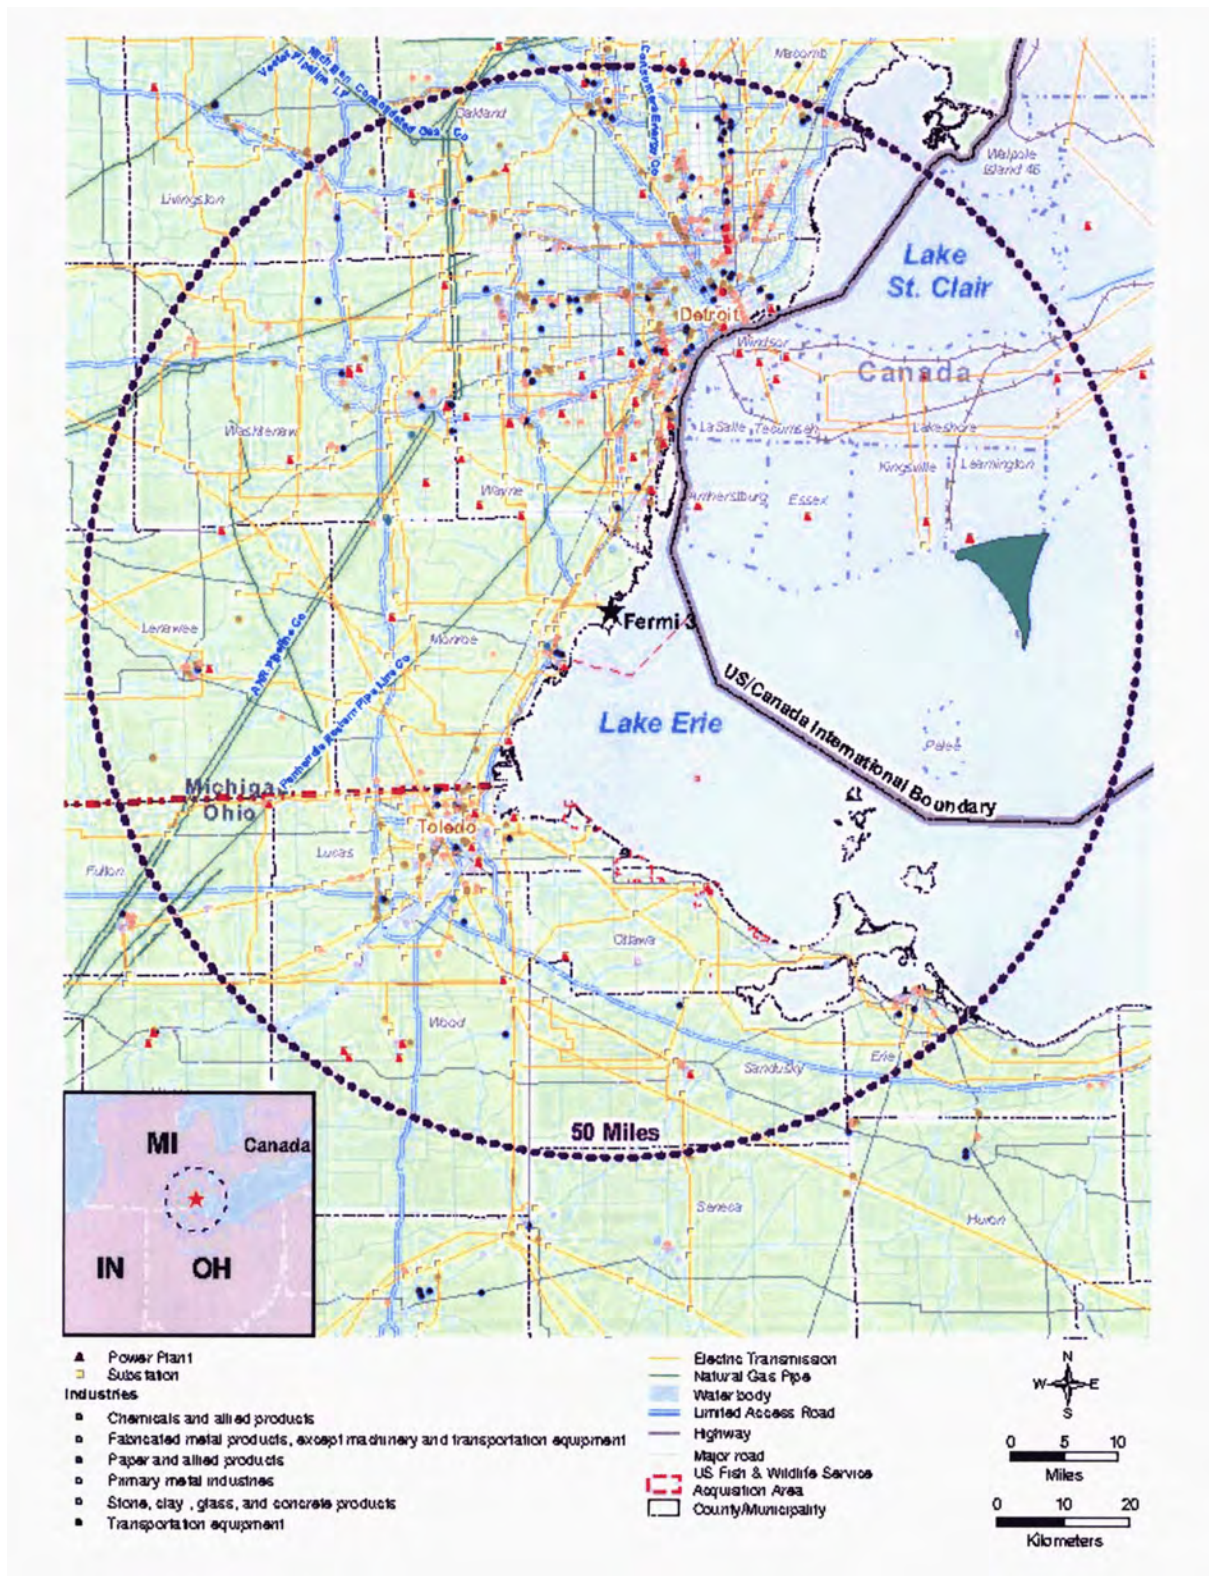 Macomb
Vector Pipeline LP
Michigan Consolidated Gas Co
Consumers Energy Co
Oakland
Walpole
Island 46
Livingston
Lake
St. Clair
Detroit
Windsor
Canada
Washtenaw
LaSalle
Tecumseh
Lakeshore
Kingsville
Leamington
Wayne
Amherstburg
Essex
Fermi 3
Lenawee
Monroe
ANR Pipeline Co
Panhandle Eastern Pipe Line Co
US/Canada International Boundary
Lake Erie
Pelee
Michigan
Ohio
Toledo
Lucas
Fulton
Ottawa
Wood
Erie
Sandusky
50 Miles
MI
Canada
IN
OH
Seneca
Huron
Power Plant
Substation
Industries
Chemicals and allied products
Fabricated metal products, except machinery and transportation equipment
Paper and allied products
Primary metal industries
Stone, clay, glass, and concrete products
Transportation equipment
Electric Transmission
Natural Gas Pipe
Waterbody
Limited Access Road
Highway
Major road
US Fish & Wildlife Service
Acquisition Area
County/Municipality
N
W E
S
0 5 10
Miles
0 10 20
Kilometers